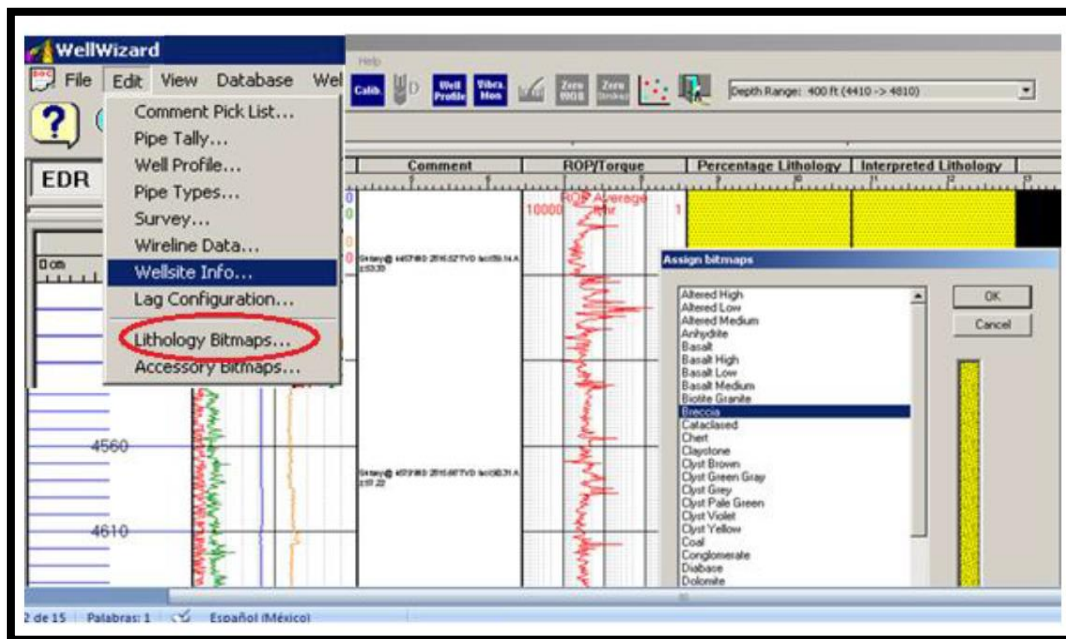 WellWizard
File Edit View Database Wel
Help
Calib. D Well Profile Vibra. Mon Zero WOB Zero Depth Range: 400 ft (4410 -> 4810)
Comment Pick List...
Pipe Tally...
Well Profile...
Pipe Types...
Survey...
Wireline Data...
Wellsite Info...
Lag Configuration...
Lithology Bitmaps...
Accessory Bitmaps...
EDR
Comment ROP/Torque Percentage Lithology Interpreted Lithology
10000 ROP Average 1
4560
4610
Assign bitmaps
Altered High
Altered Low
Altered Medium
Anhydrite
Basalt
Basalt High
Basalt Low
Basalt Medium
Biotite Granite
Breccia
Cataclased
Chert
Claystone
Clyst Brown
Clyst Green Gray
Clyst Grey
Clyst Pale Green
Clyst Violet
Clyst Yellow
Coal
Conglomerate
Diabase
Dolomite
OK
Cancel
2 de 15 Palabras: 1 Español (México)